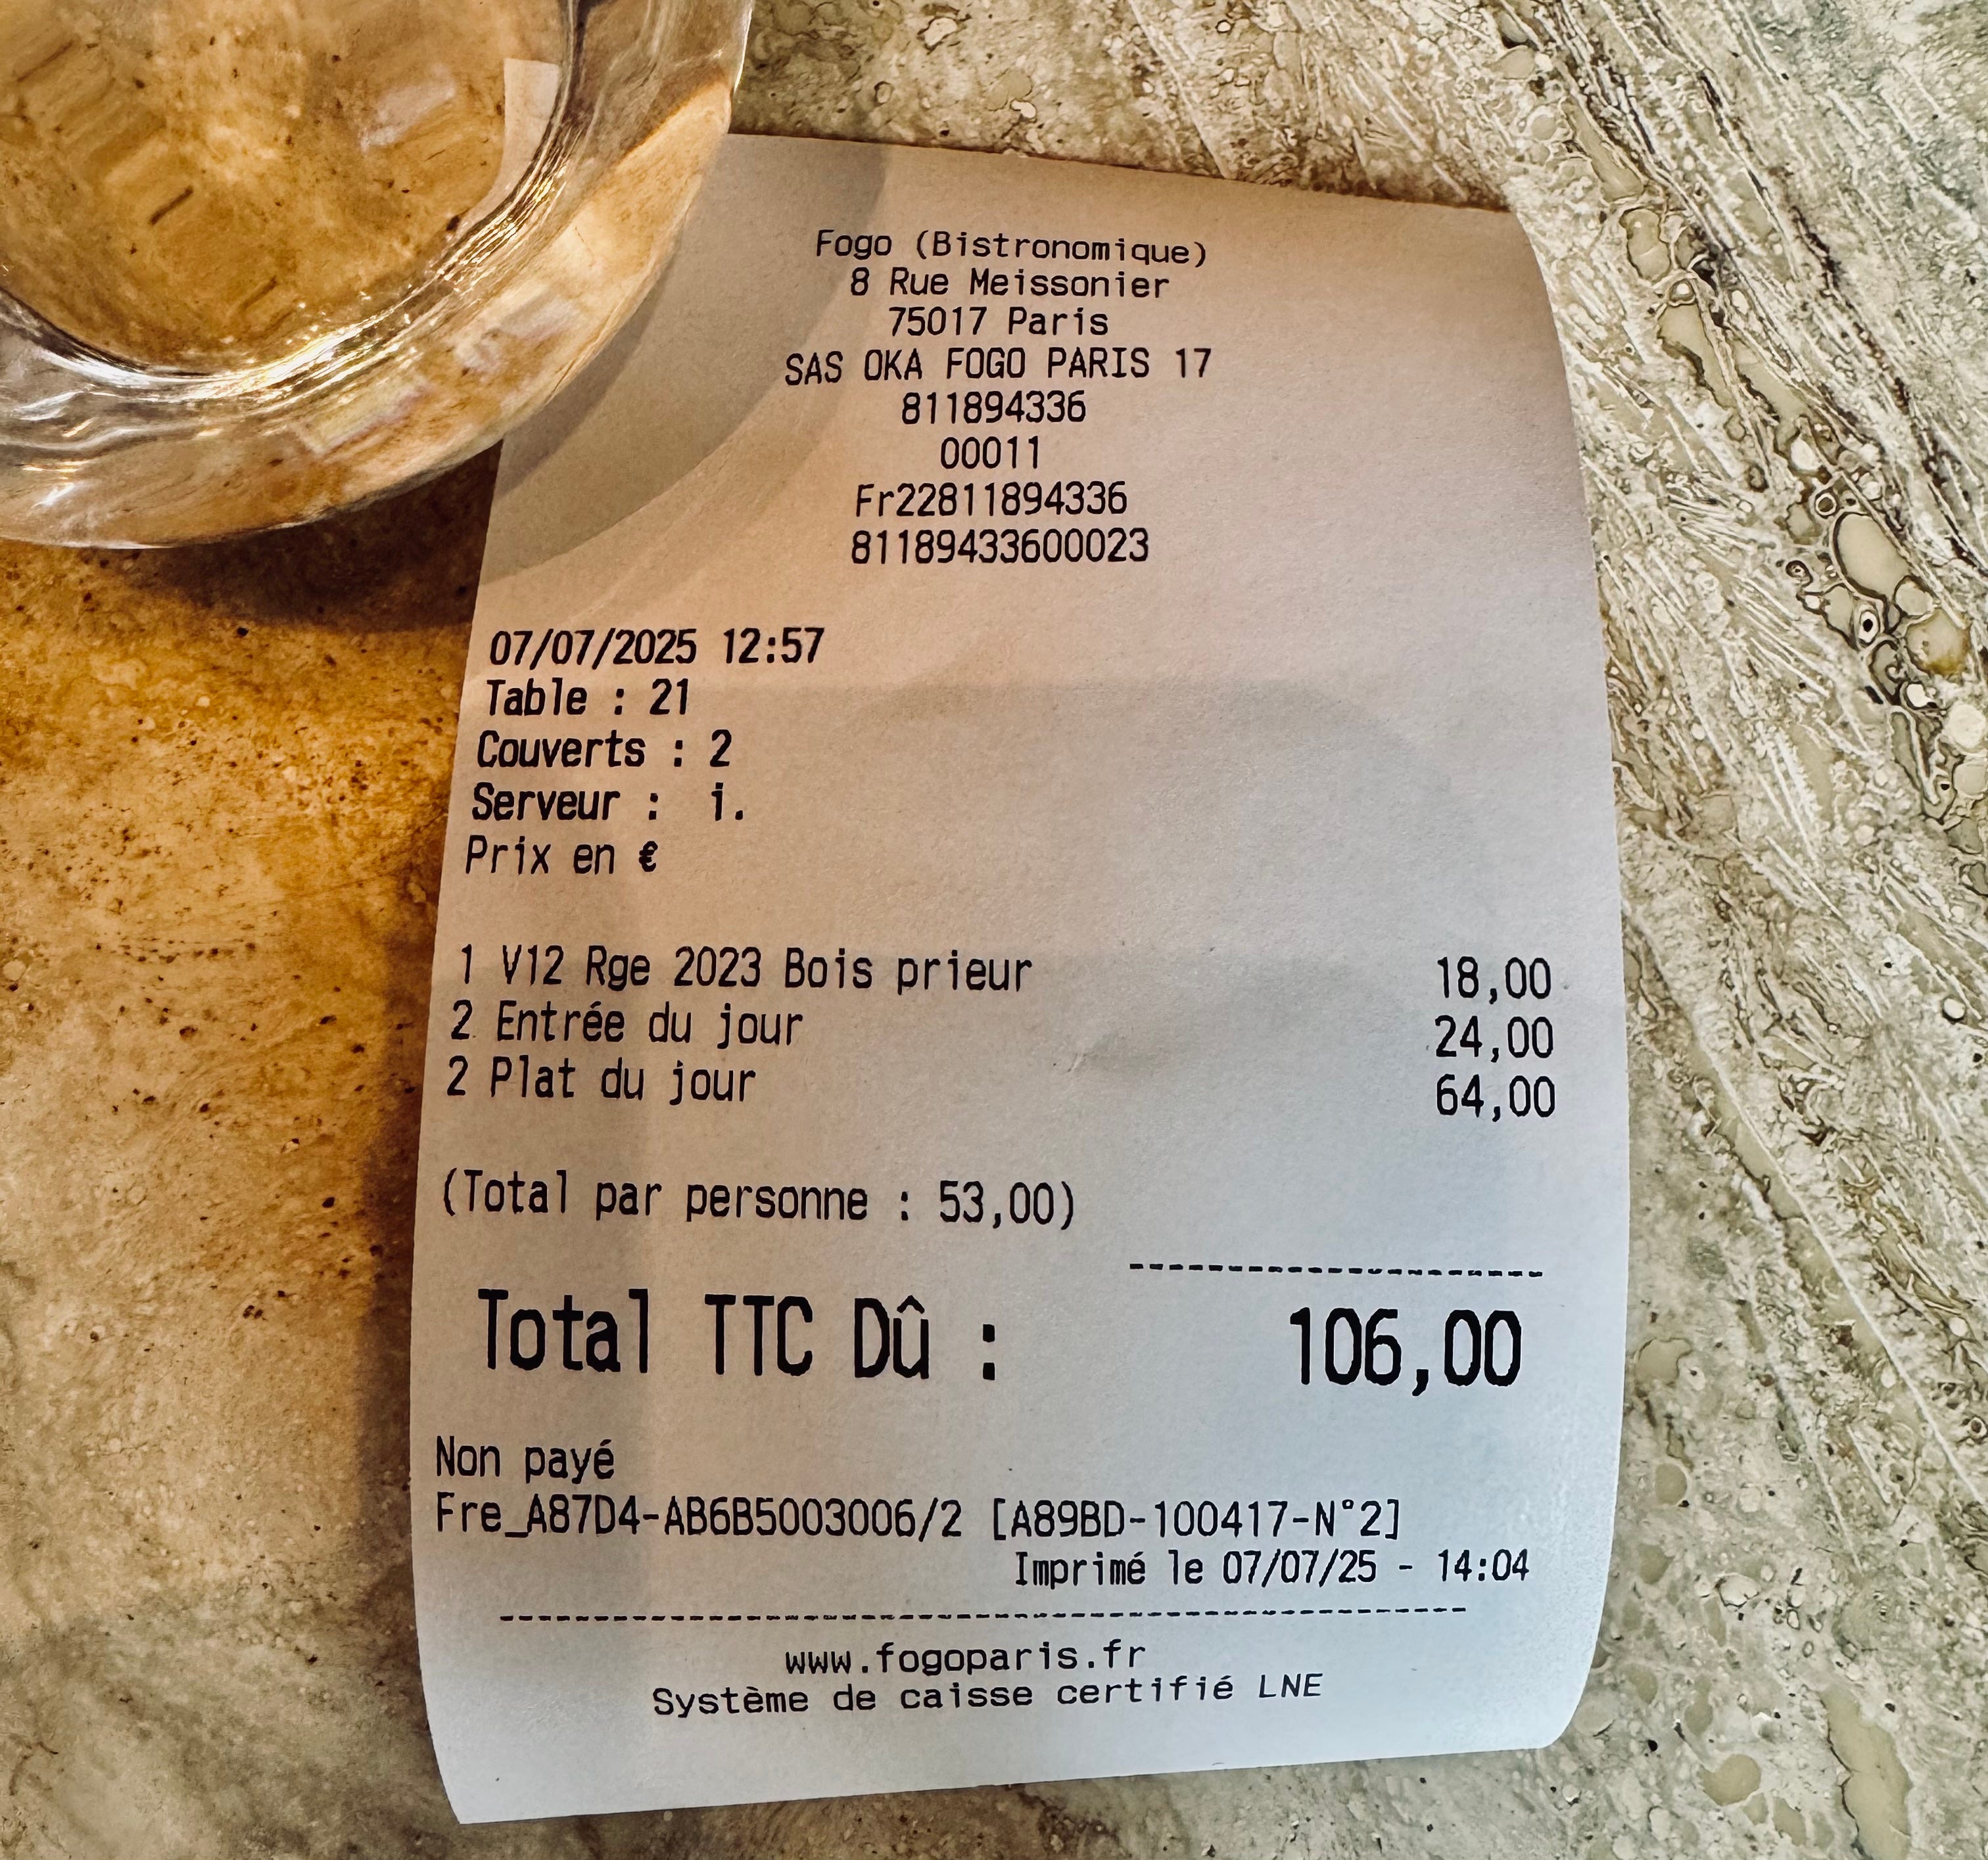 Fogo (Bistronomique)
8 Rue Meissonier
75017 Paris
SAS OKA FOGO PARIS 17
811894336
00011
Fr22811894336
81189433600023
07/07/2025 12:57
Table : 21
Couverts : 2
Serveur : i.
Prix en €
1 V12 Rge 2023 Bois prieur 18,00
2 Entrée du jour 24,00
2 Plat du jour 64,00
(Total par personne : 53,00)
Total TTC Dû : 106,00
Non payé
Fre_A87D4-AB6B5003006/2 [A89BD-100417-N°2]
Imprimé le 07/07/25 - 14:04
www.fogoparis.fr
Système de caisse certifié LNE